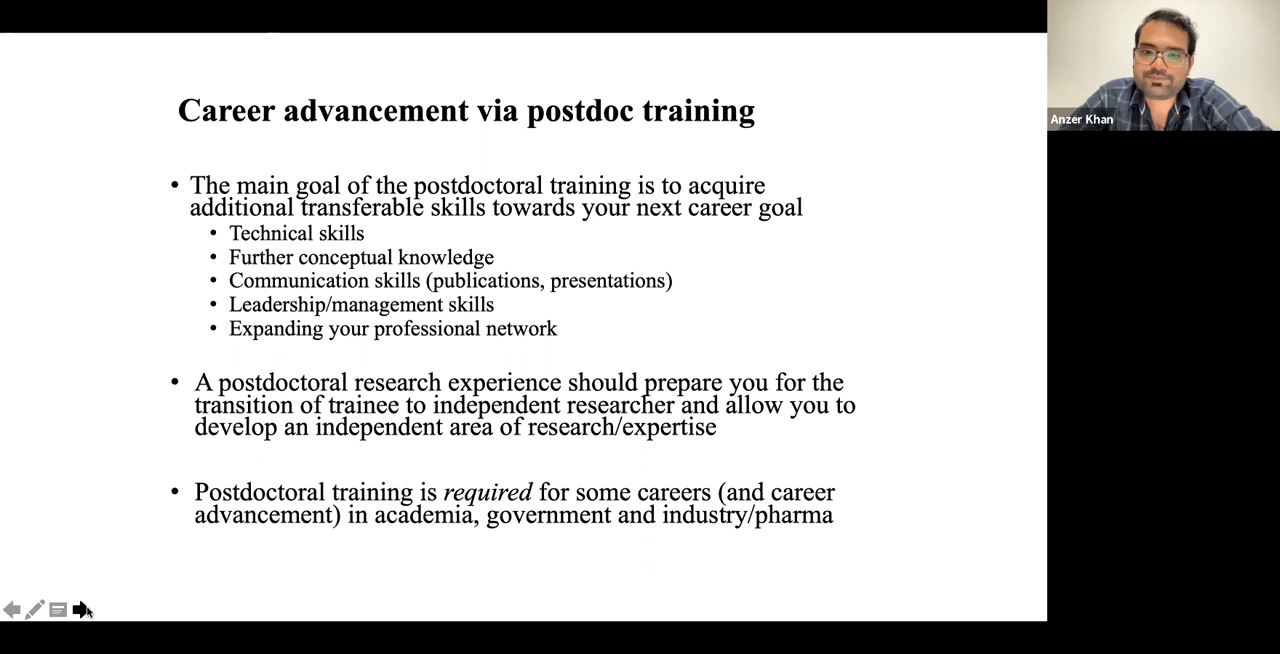 Career advancement via postdoc training
• The main goal of the postdoctoral training is to acquire
additional transferable skills towards your next career goal
• Technical skills
• Further conceptual knowledge
• Communication skills (publications, presentations)
• Leadership/management skills
• Expanding your professional network
• A postdoctoral research experience should prepare you for the
transition of trainee to independent researcher and allow you to
develop an independent area of research/expertise
• Postdoctoral training is required for some careers (and career
advancement) in academia, government and industry/pharma
Anzer Khan